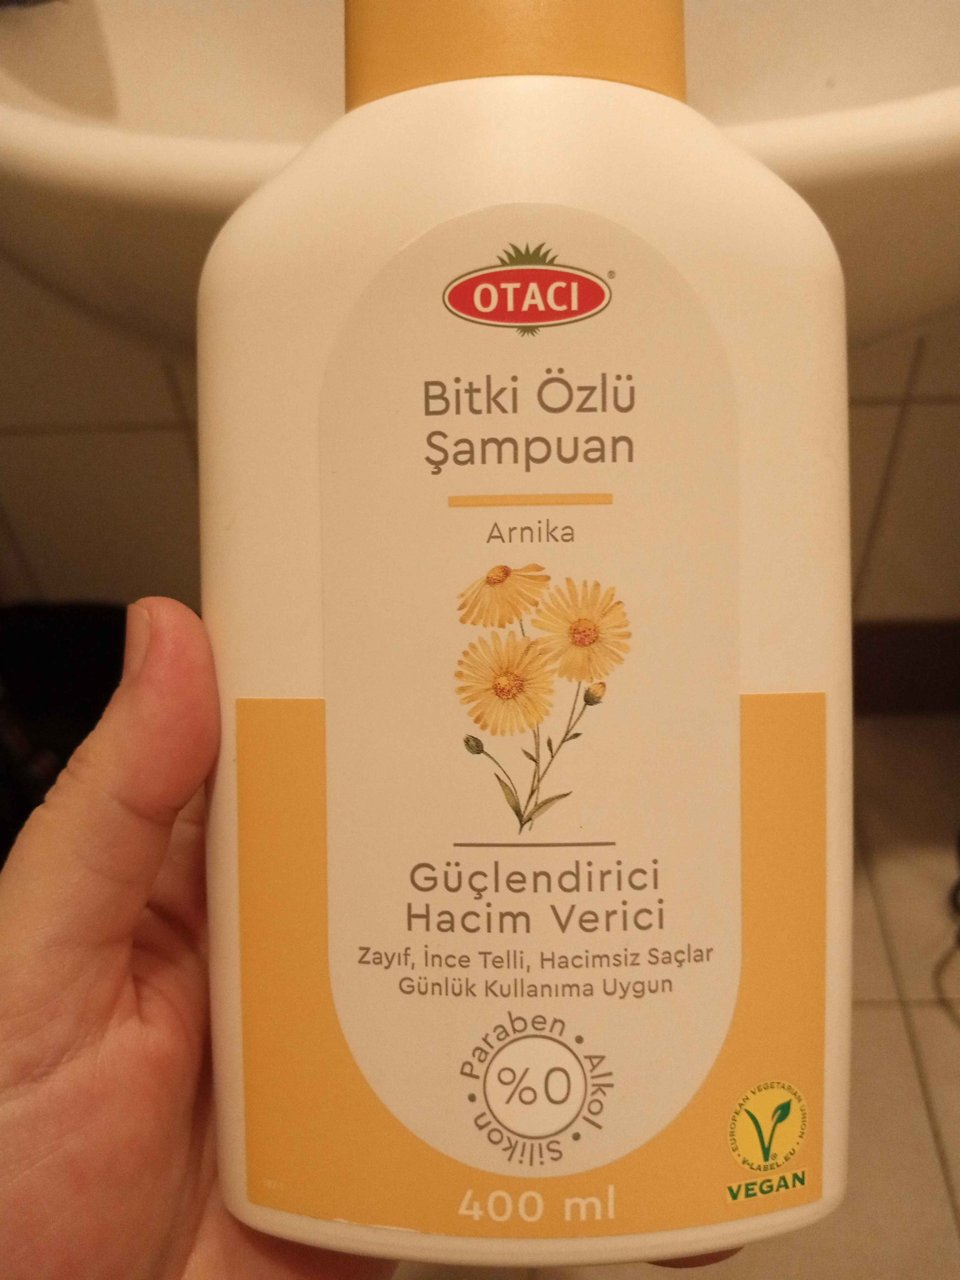 OTACI®
Bitki Özlü
Şampuan
Arnika
Güçlendirici
Hacim Verici
Zayıf, İnce Telli, Hacimsiz Saçlar
Günlük Kullanıma Uygun
Paraben • Alkol • Silikon •
%0
EUROPEAN VEGETARIAN UNION
• V-LABEL.EU •
VEGAN
400 ml